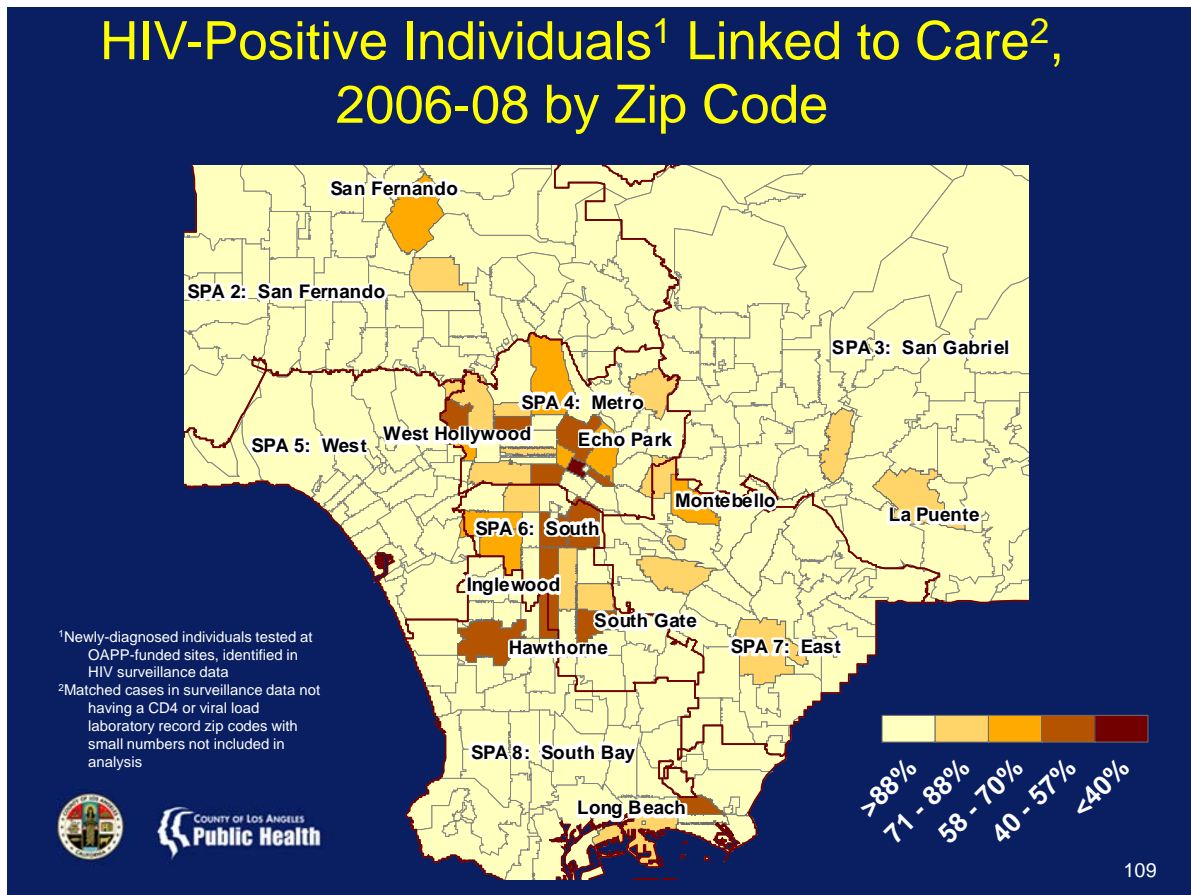 HIV-Positive Individuals¹ Linked to Care²,
2006-08 by Zip Code
San Fernando
SPA 2: San Fernando
SPA 3: San Gabriel
SPA 4: Metro
West Hollywood
Echo Park
SPA 5: West
Montebello
La Puente
SPA 6: South
Inglewood
South Gate
Hawthorne
SPA 7: East
SPA 8: South Bay
Long Beach
¹Newly-diagnosed individuals tested at
OAPP-funded sites, identified in
HIV surveillance data
²Matched cases in surveillance data not
having a CD4 or viral load
laboratory record zip codes with
small numbers not included in
analysis
>88%
71 - 88%
58 - 70%
40 - 57%
<40%
COUNTY OF LOS ANGELES
Public Health
109